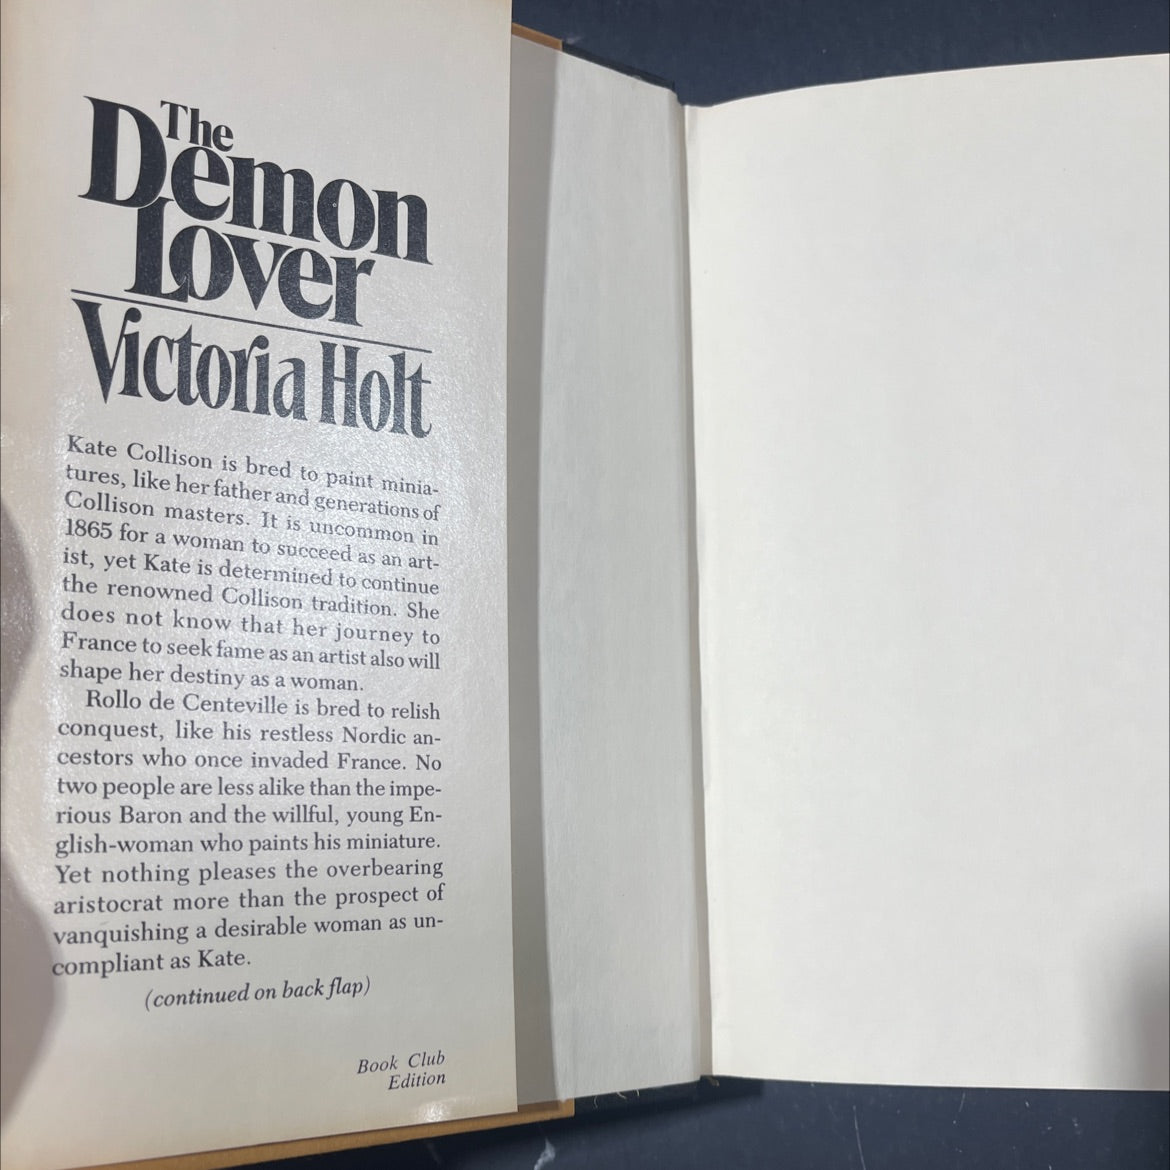 The
Demon
Lover
Victoria Holt
Kate Collison is bred to paint minia-
tures, like her father and generations of
Collison masters. It is uncommon in
1865 for a woman to succeed as an art-
ist, yet Kate is determined to continue
the renowned Collison tradition. She
does not know that her journey to
France to seek fame as an artist also will
shape her destiny as a woman.
Rollo de Centeville is bred to relish
conquest, like his restless Nordic an-
cestors who once invaded France. No
two people are less alike than the impe-
rious Baron and the willful, young En-
glish-woman who paints his miniature.
Yet nothing pleases the overbearing
aristocrat more than the prospect of
vanquishing a desirable woman as un-
compliant as Kate.
(continued on back flap)
Book Club
Edition